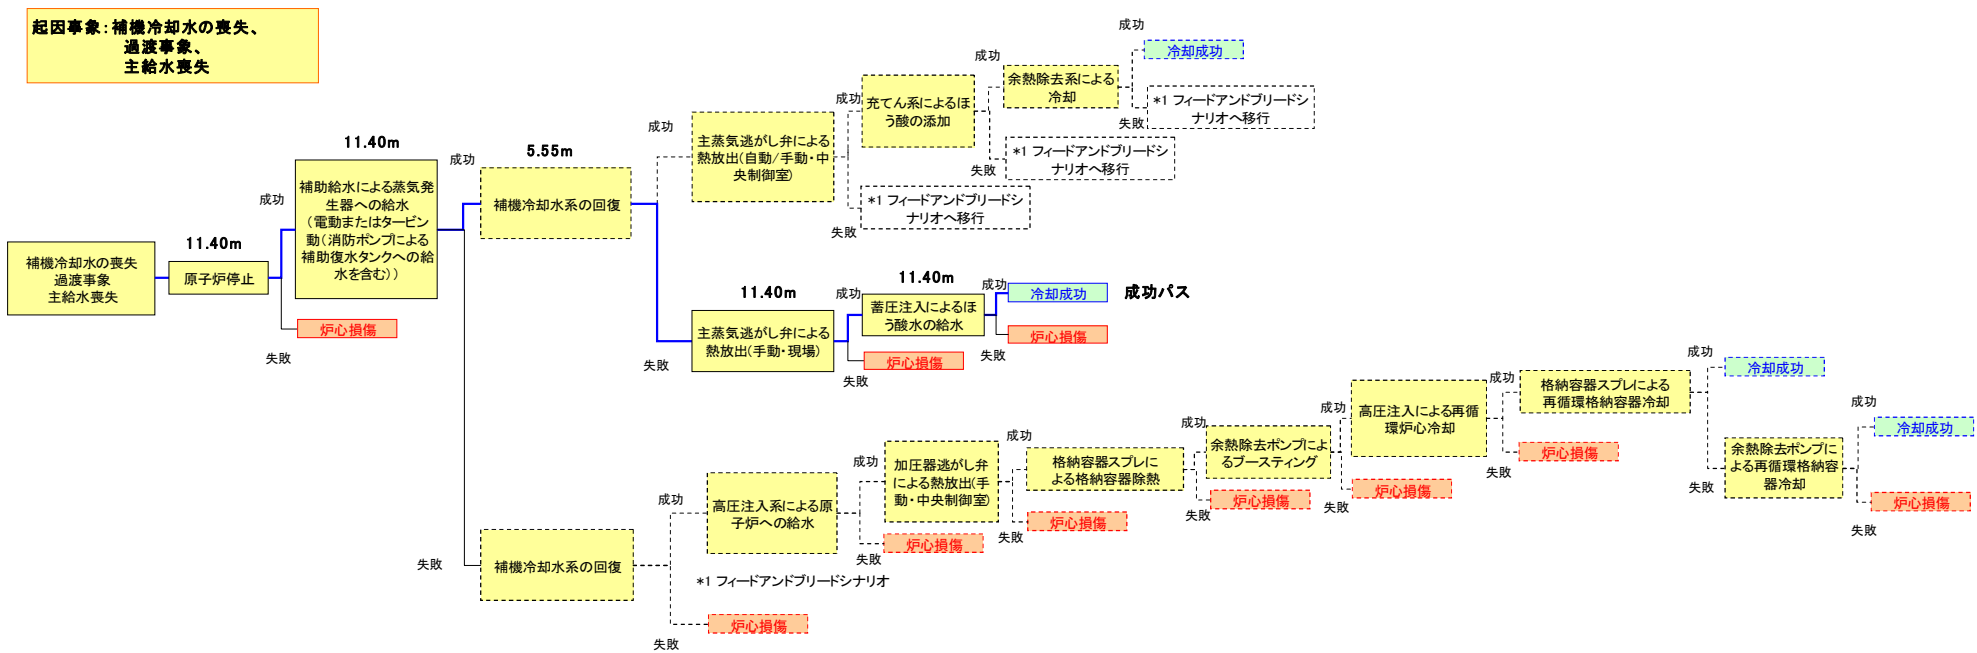 起因事象:補機冷却水の喪失、
過渡事象、
主給水喪失
補機冷却水の喪失
過渡事象
主給水喪失
11.40m
原子炉停止
成功
失敗
炉心損傷
11.40m
補助給水による蒸気発
生器への給水
(電動またはタービン
動(消防ポンプによる
補助復水タンクへの給
水を含む))
成功
失敗
5.55m
補機冷却水系の回復
成功
失敗
主蒸気逃がし弁による
熱放出(自動/手動・中
央制御室)
成功
失敗
*1 フィードアンドブリードシ
ナリオへ移行
充てん系によるほ
う酸の添加
成功
失敗
*1 フィードアンドブリードシ
ナリオへ移行
余熱除去系による
冷却
成功
冷却成功
失敗
*1 フィードアンドブリードシ
ナリオへ移行
11.40m
主蒸気逃がし弁による
熱放出(手動・現場)
成功
失敗
炉心損傷
11.40m
蓄圧注入によるほ
う酸水の給水
成功
冷却成功
成功パス
失敗
炉心損傷
補機冷却水系の回復
成功
失敗
炉心損傷
高圧注入系による原
子炉への給水
*1 フィードアンドブリードシナリオ
成功
失敗
炉心損傷
加圧器逃がし弁
による熱放出(手
動・中央制御室)
成功
失敗
炉心損傷
格納容器スプレに
よる格納容器除熱
成功
失敗
炉心損傷
余熱除去ポンプによ
るブースティング
成功
失敗
炉心損傷
高圧注入による再循
環炉心冷却
成功
失敗
炉心損傷
格納容器スプレによる
再循環格納容器冷却
成功
冷却成功
失敗
余熱除去ポンプに
よる再循環格納容
器冷却
成功
冷却成功
失敗
炉心損傷